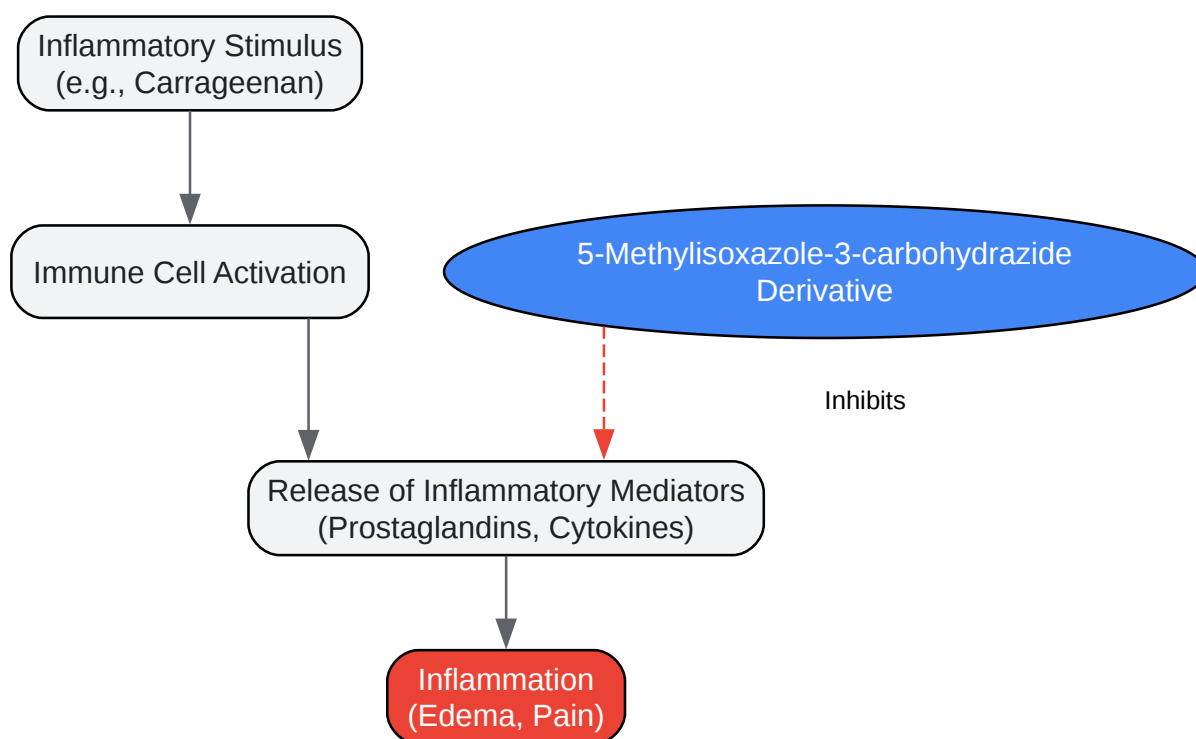 Inflammatory Stimulus
(e.g., Carrageenan)
Immune Cell Activation
5-Methylisoxazole-3-carbohydrazide
Derivative
Inhibits
Release of Inflammatory Mediators
(Prostaglandins, Cytokines)
Inflammation
(Edema, Pain)